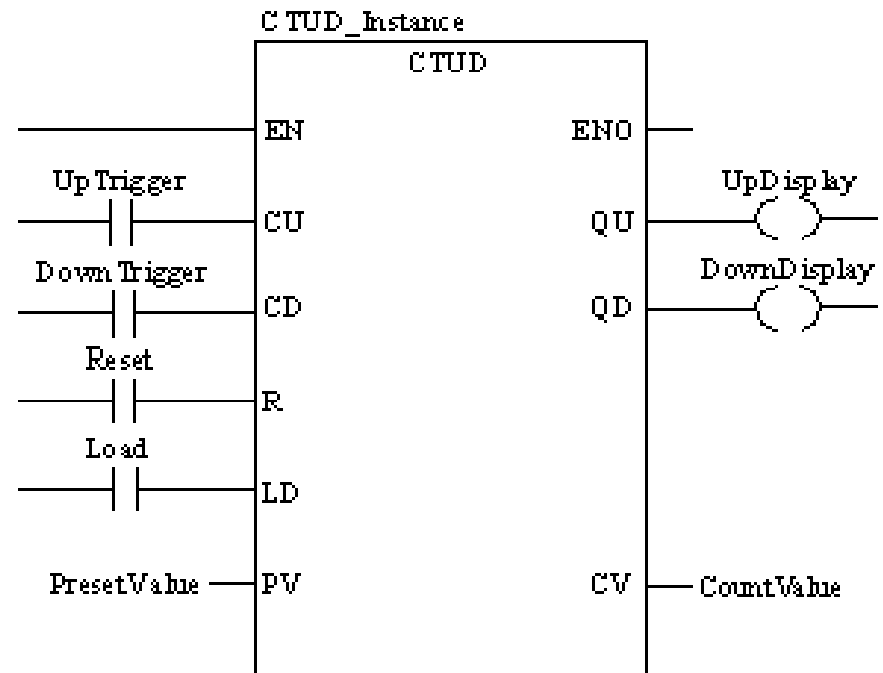 CTUD_Instance
CTUD
EN ENO
UpTrigger UpDisplay
CU QU
DownTrigger DownDisplay
CD QD
Reset
R
Load
LD
PresetValue PV CV CountValue